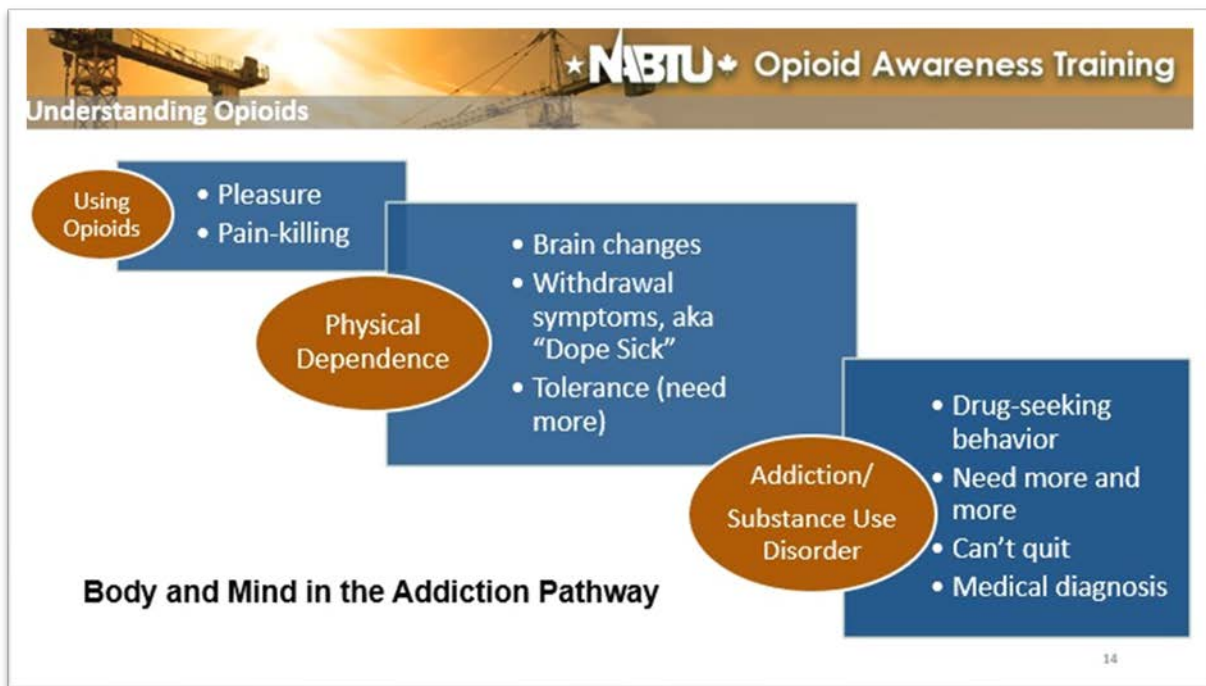 NABTU Opioid Awareness Training
Understanding Opioids
Using
Opioids
• Pleasure
• Pain-killing
Physical
Dependence
• Brain changes
• Withdrawal
symptoms, aka
“Dope Sick”
• Tolerance (need
more)
Addiction/
Substance Use
Disorder
• Drug-seeking
behavior
• Need more and
more
• Can’t quit
• Medical diagnosis
Body and Mind in the Addiction Pathway
14